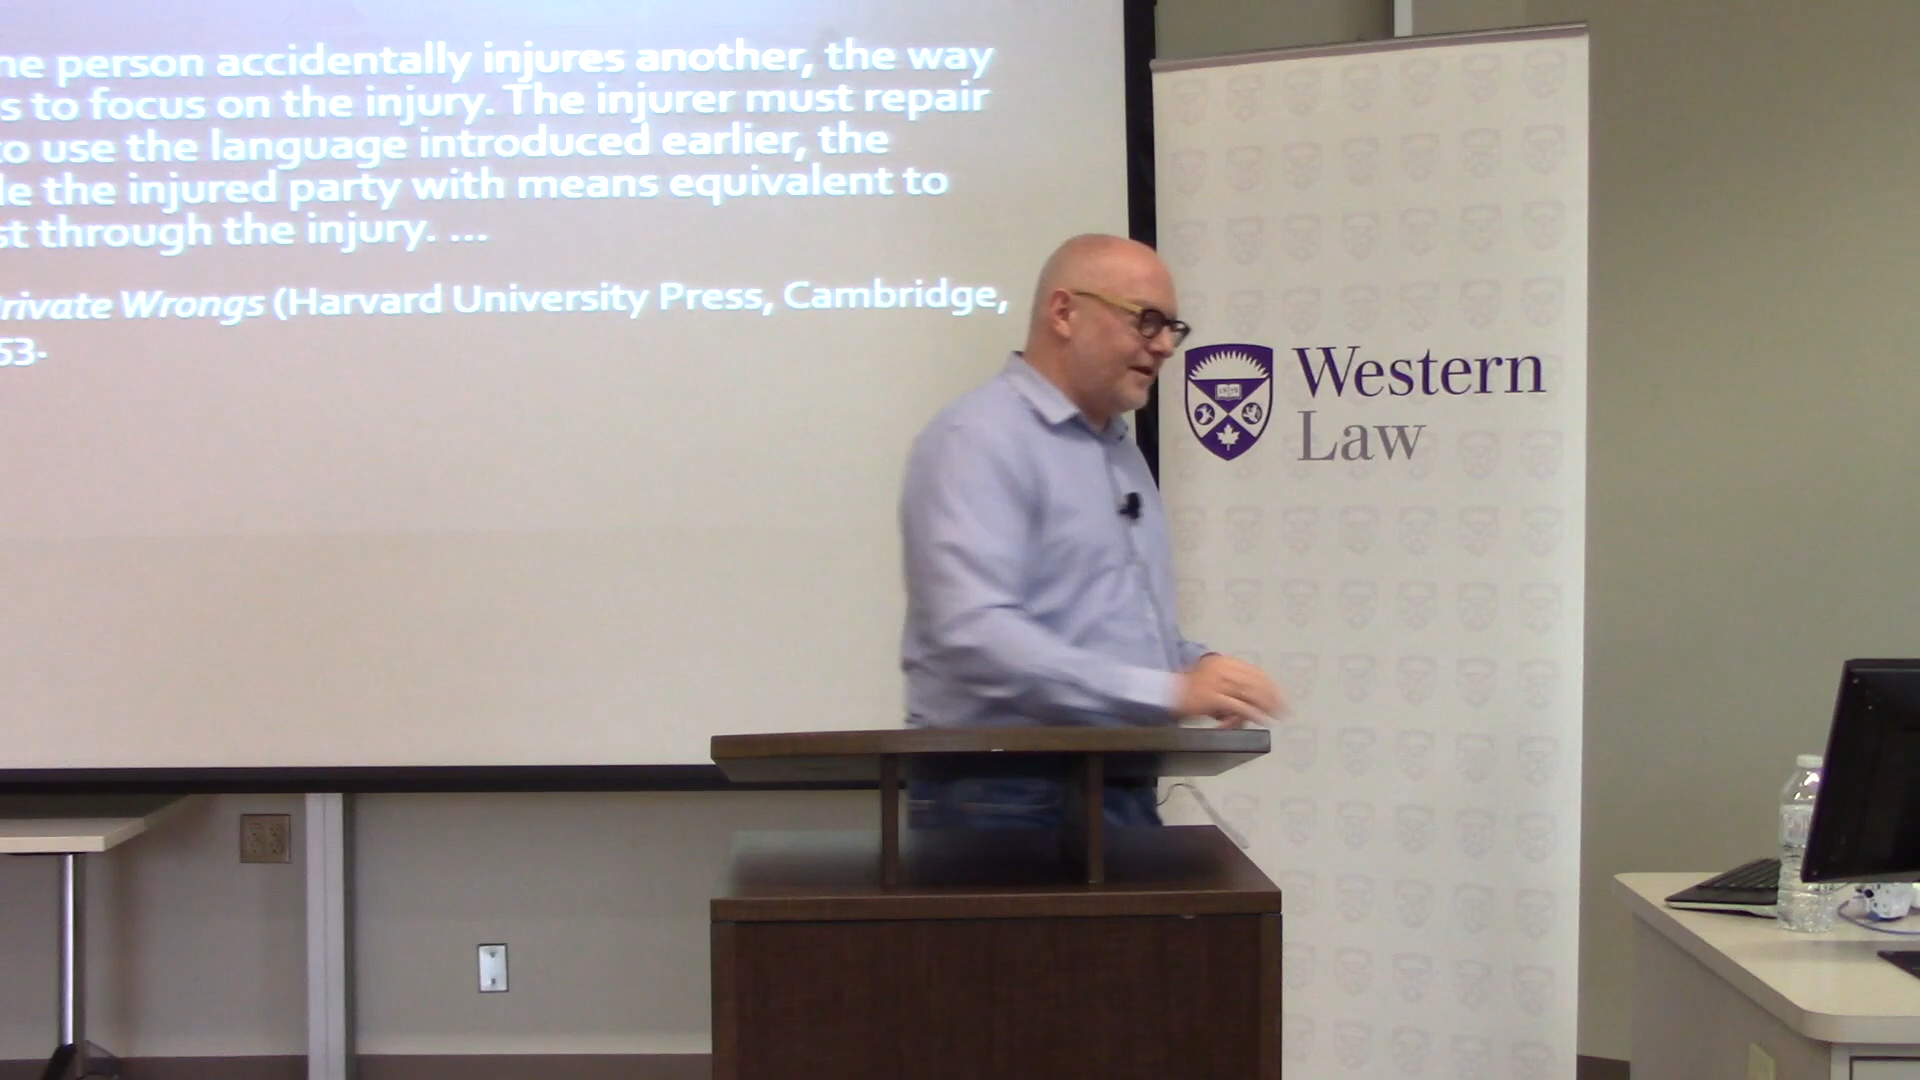 ne person accidentally injures another, the way
s to focus on the injury. The injurer must repair
to use the language introduced earlier, the
le the injured party with means equivalent to
st through the injury. ...
rivate Wrongs (Harvard University Press, Cambridge,
53.
Western
Law